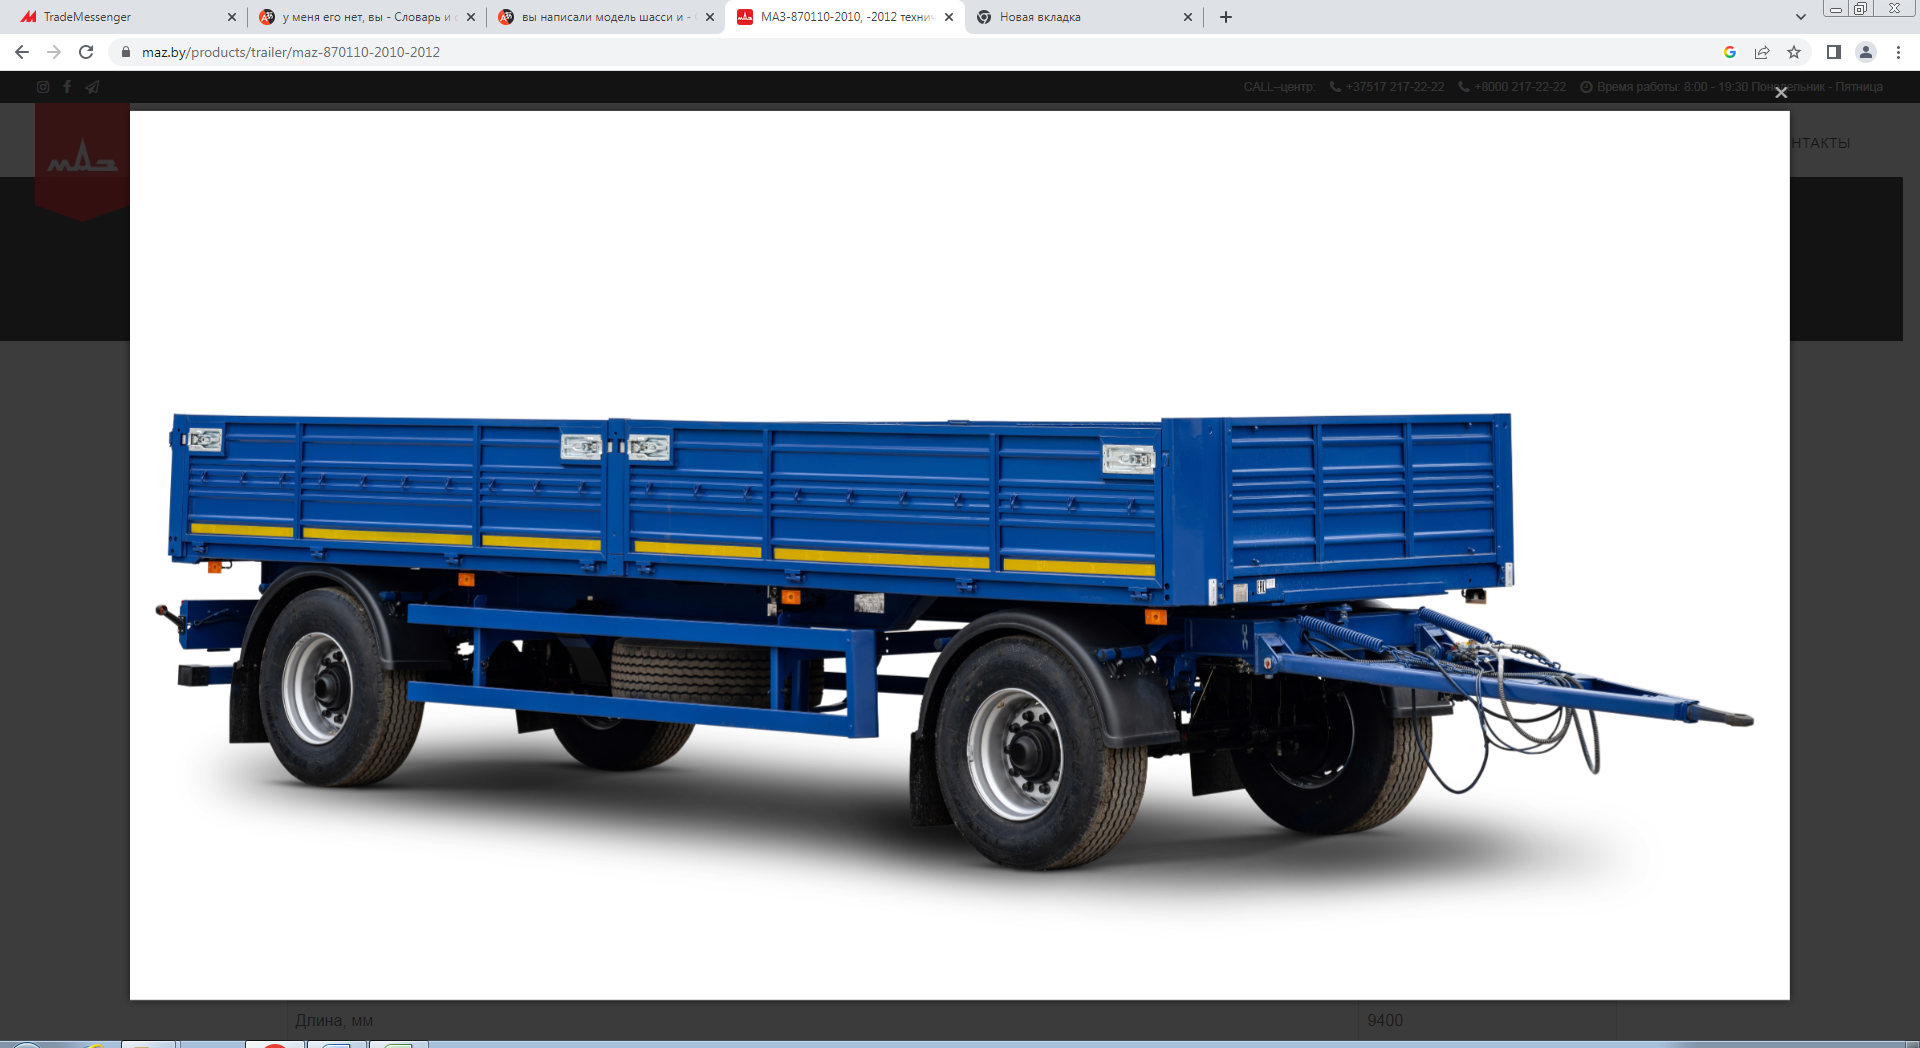 TradeMessenger
у меня его нет, вы - Словарь и
вы написали модель шасси и -
МАЗ-870110-2010, -2012 техни
Новая вкладка
maz.by/products/trailer/maz-870110-2010-2012
CALL–центр: +37517 217-22-22 +8000 217-22-22 Время работы: 8:00 - 19:30 Понедельник - Пятница
МАЗ
НТАКТЫ
Длина, мм 9400